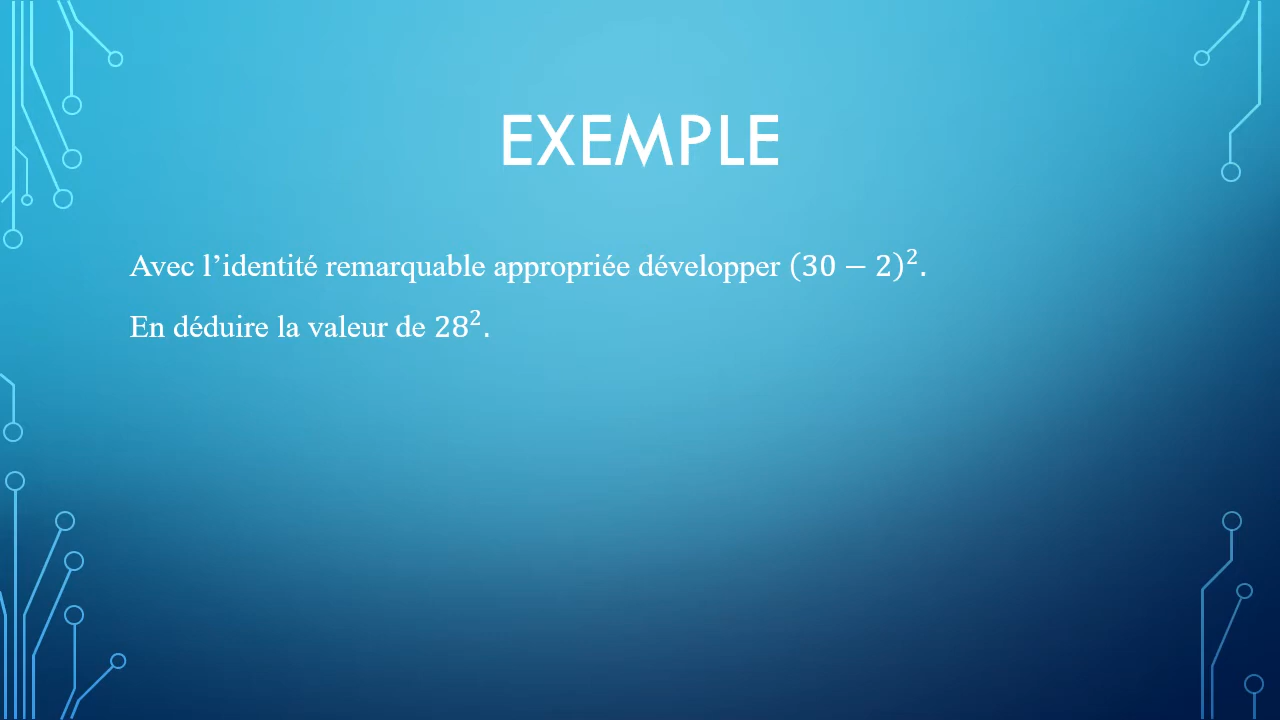 EXEMPLE
Avec l’identité remarquable appropriée développer (30 − 2)².
En déduire la valeur de 28².